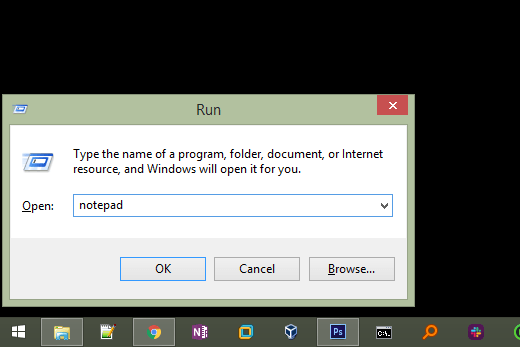 Run
Type the name of a program, folder, document, or Internet
resource, and Windows will open it for you.
Open:
notepad
OK
Cancel
Browse...
N
Ps
C:\.